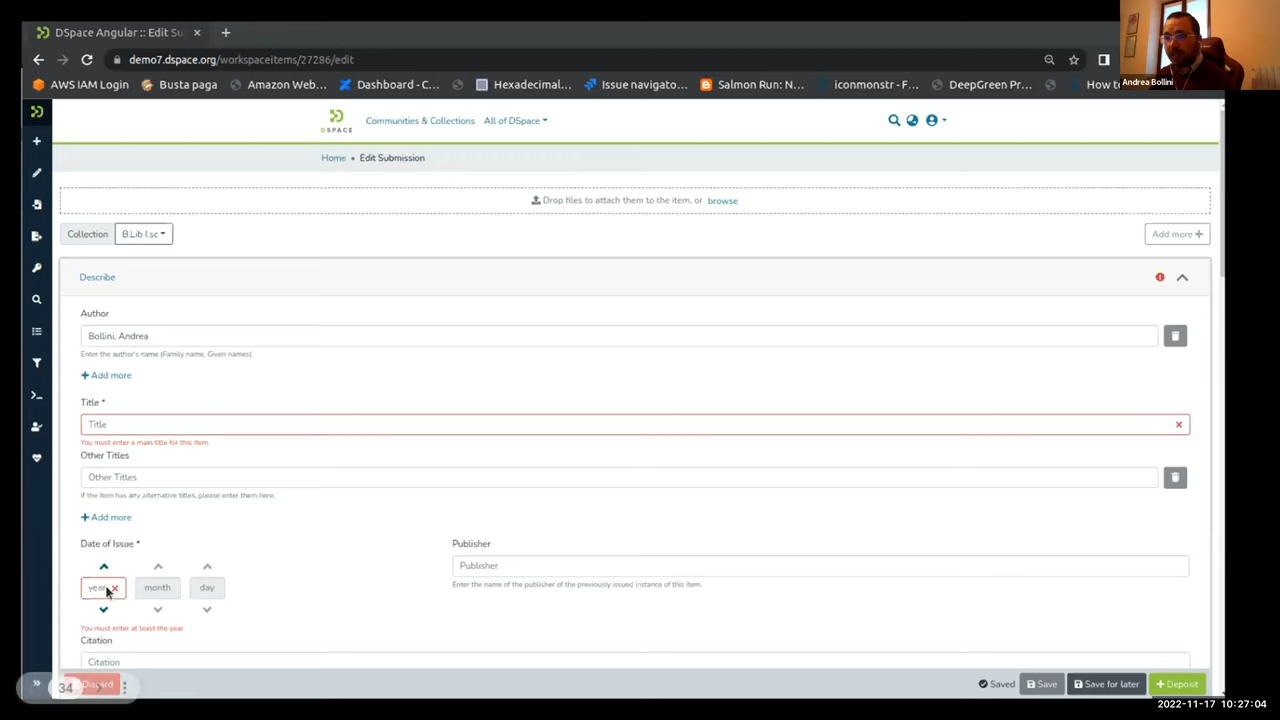 DSpace Angular :: Edit Su
demo7.dspace.org/workspaceitems/27286/edit
AWS IAM Login
Busta paga
Amazon Web...
Dashboard - C...
Hexadecimal...
Issue navigato...
Salmon Run: N...
iconmonstr - F...
DeepGreen Pr...
How to
Andrea Bollini
DSPACE
Communities & Collections
All of DSpace
Home • Edit Submission
Drop files to attach them to the item, or browse
Collection
B.Lib I.sc
Add more +
Describe
Author
Bollini, Andrea
Enter the author's name (Family name, Given names).
+ Add more
Title *
Title
You must enter a main title for this item.
Other Titles
Other Titles
If the item has any alternative titles, please enter them here.
+ Add more
Date of Issue *
year
month
day
You must enter at least the year.
Publisher
Publisher
Enter the name of the publisher of the previously issued instance of this item.
Citation
Citation
34
Discard
Saved
Save
Save for later
+ Deposit
2022-11-17 10:27:04